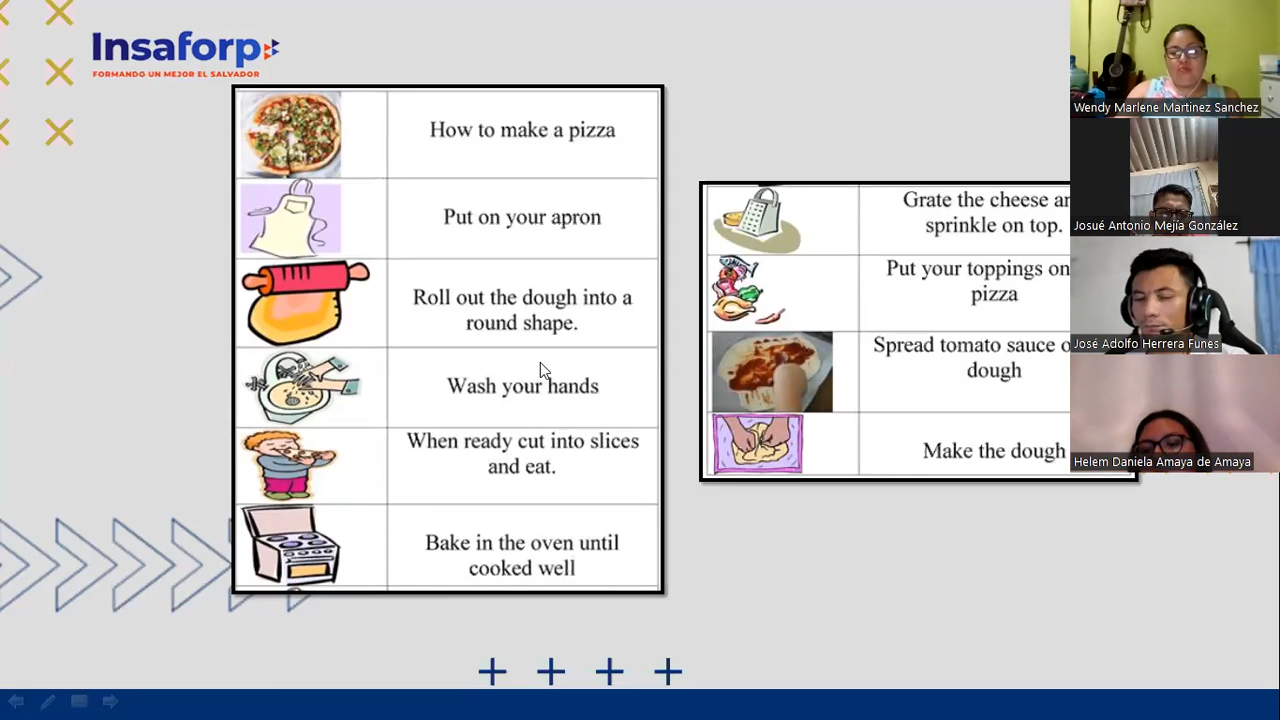 Insaforp
FORMANDO UN MEJOR EL SALVADOR
How to make a pizza
Put on your apron
Roll out the dough into a
round shape.
Wash your hands
When ready cut into slices
and eat.
Bake in the oven until
cooked well
Grate the cheese
sprinkle on top.
Put your toppings on
pizza
Spread tomato sauce
dough
Make the dough
Wendy Marlene Martinez Sanchez
Josué Antonio Mejía González
José Adolfo Herrera Funes
Helem Daniela Amaya de Amaya